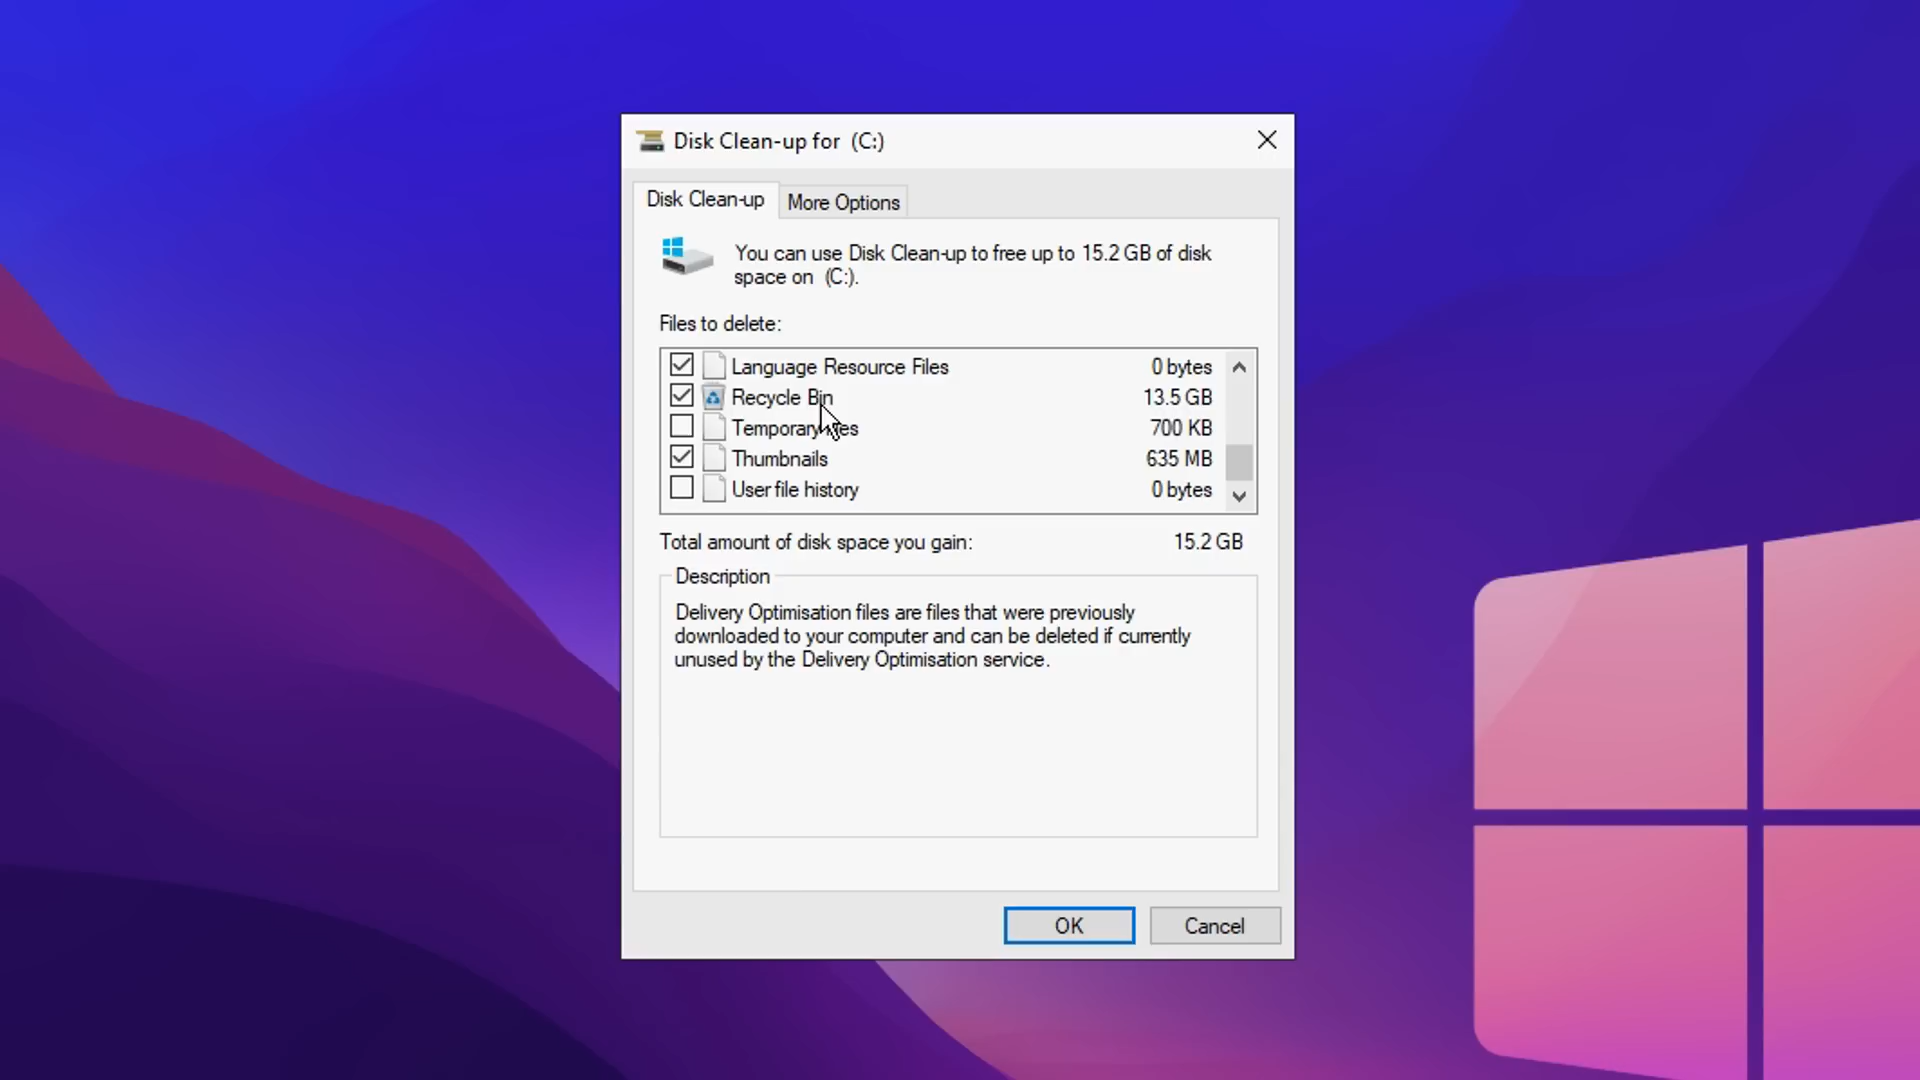 Disk Clean-up for (C:)
Disk Clean-up
More Options
You can use Disk Clean-up to free up to 15.2 GB of disk
space on (C:).
Files to delete:
Language Resource Files 0 bytes
Recycle Bin 13.5 GB
Temporary files 700 KB
Thumbnails 635 MB
User file history 0 bytes
Total amount of disk space you gain: 15.2 GB
Description
Delivery Optimisation files are files that were previously
downloaded to your computer and can be deleted if currently
unused by the Delivery Optimisation service.
OK
Cancel